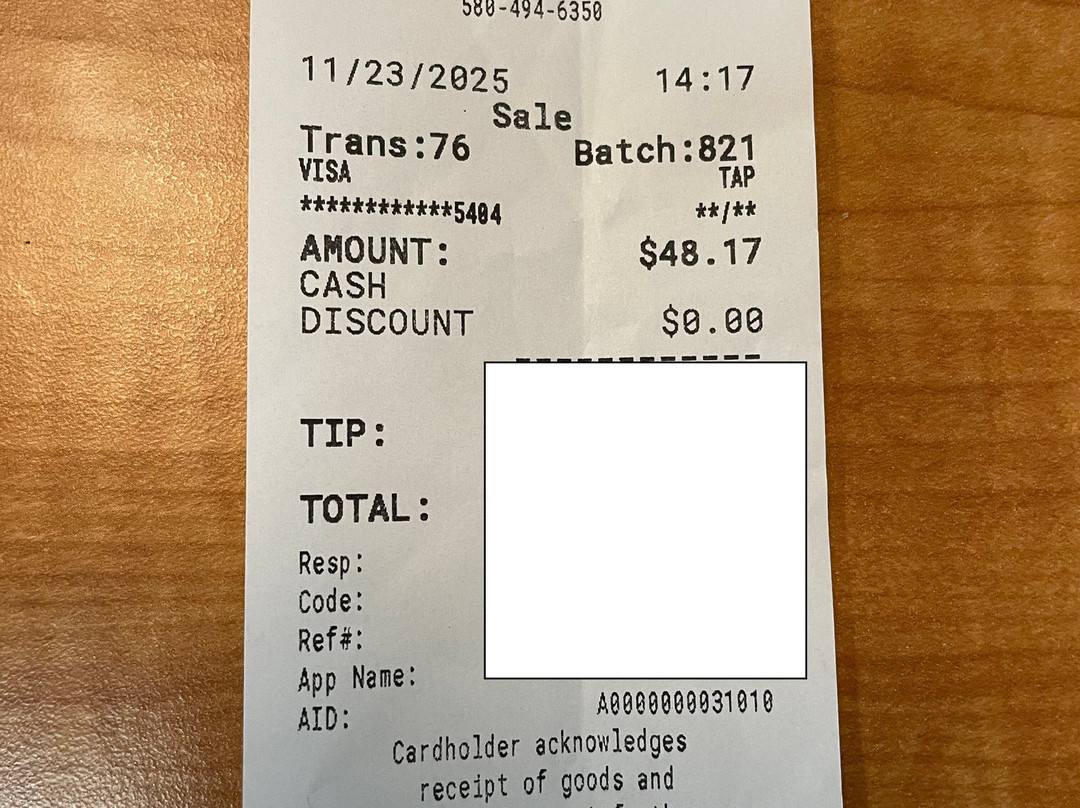 580-494-6350
11/23/2025 14:17
Sale
Trans:76 Batch:821
VISA TAP
************5404 **/**
AMOUNT: $48.17
CASH
DISCOUNT $0.00
------------
TIP:
TOTAL:
Resp:
Code:
Ref#:
App Name:
AID: A0000000031010
Cardholder acknowledges
receipt of goods and